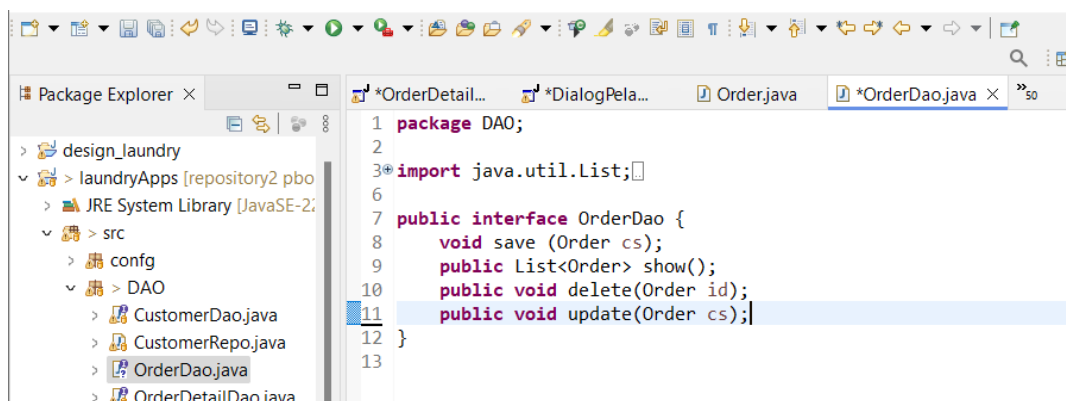 Package Explorer ×
*OrderDetail... *DialogPela... Order.java *OrderDao.java × »50
> design_laundry
> laundryApps [repository2 pbo
> JRE System Library [JavaSE-22
> src
> confg
> DAO
> CustomerDao.java
> CustomerRepo.java
> OrderDao.java
> OrderDetailDao.java
1 package DAO;
2
3 import java.util.List;
6
7 public interface OrderDao {
8 void save (Order cs);
9 public List<Order> show();
10 public void delete(Order id);
11 public void update(Order cs);
12 }
13